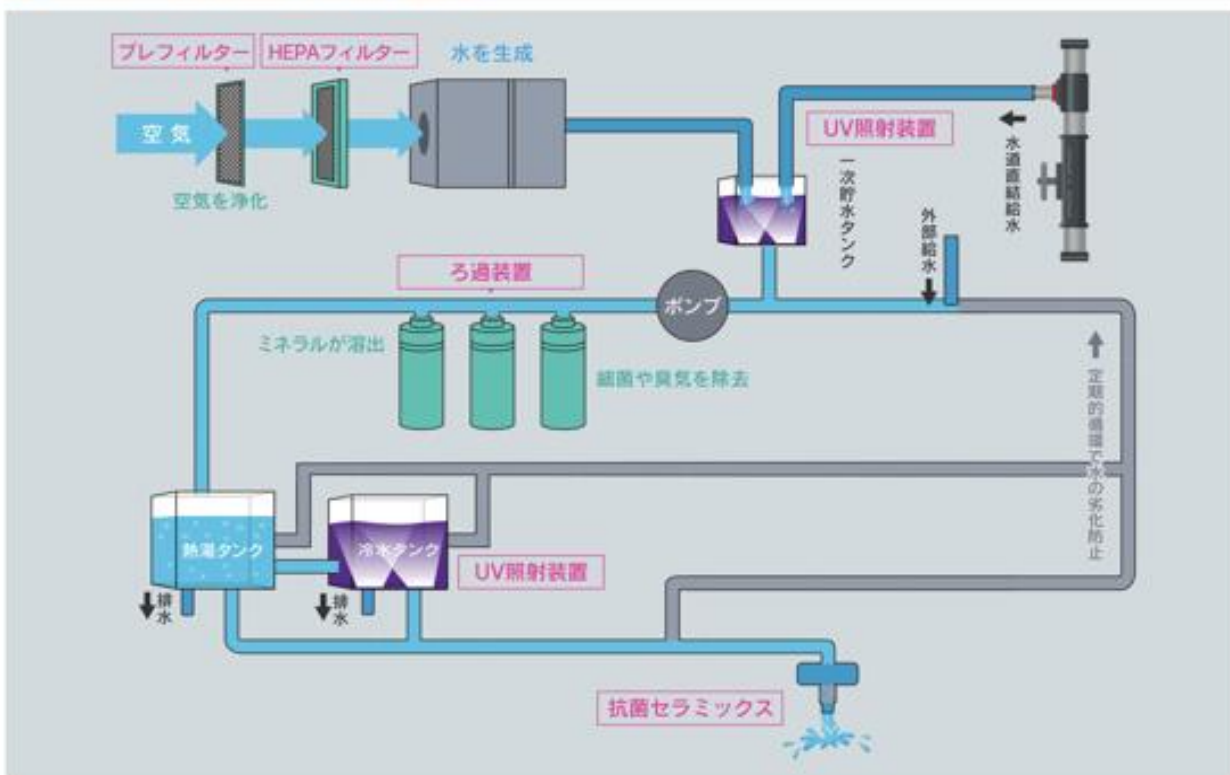 プレフィルター
HEPAフィルター
水を生成
空気
空気を浄化
UV照射装置
一次貯水タンク
水道直結給水
外部給水
ろ過装置
ポンプ
ミネラルが溶出
細菌や臭気を除去
定期的循環で水の劣化防止
熱湯タンク
冷水タンク
UV照射装置
排水
排水
抗菌セラミックス